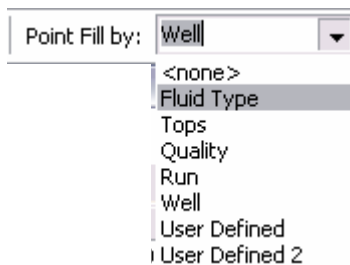 Point Fill by: Well
<none>
Fluid Type
Tops
Quality
Run
Well
User Defined
User Defined 2